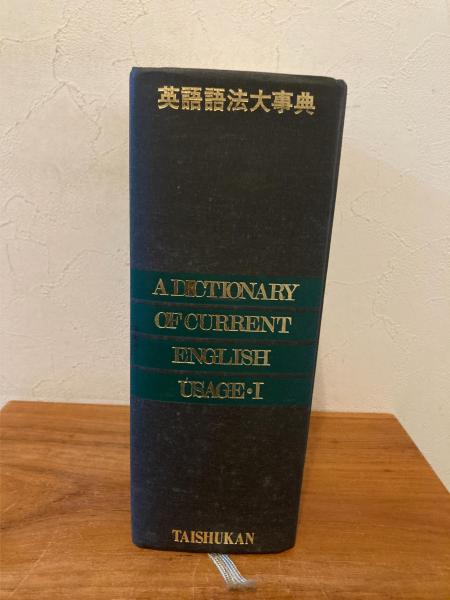 英語語法大事典
A DICTIONARY
OF CURRENT
ENGLISH
USAGE・I
TAISHUKAN